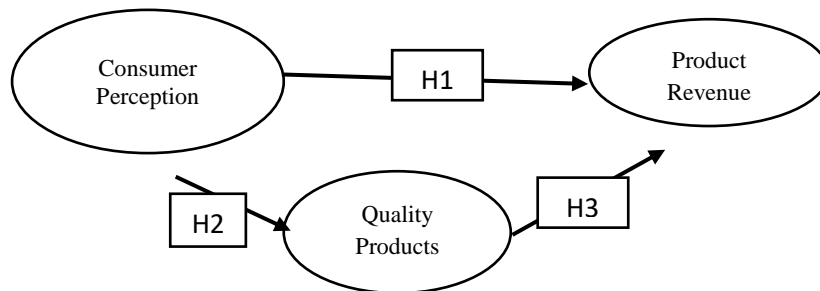 Consumer
Perception
H1
Product
Revenue
H2
Quality
Products
H3